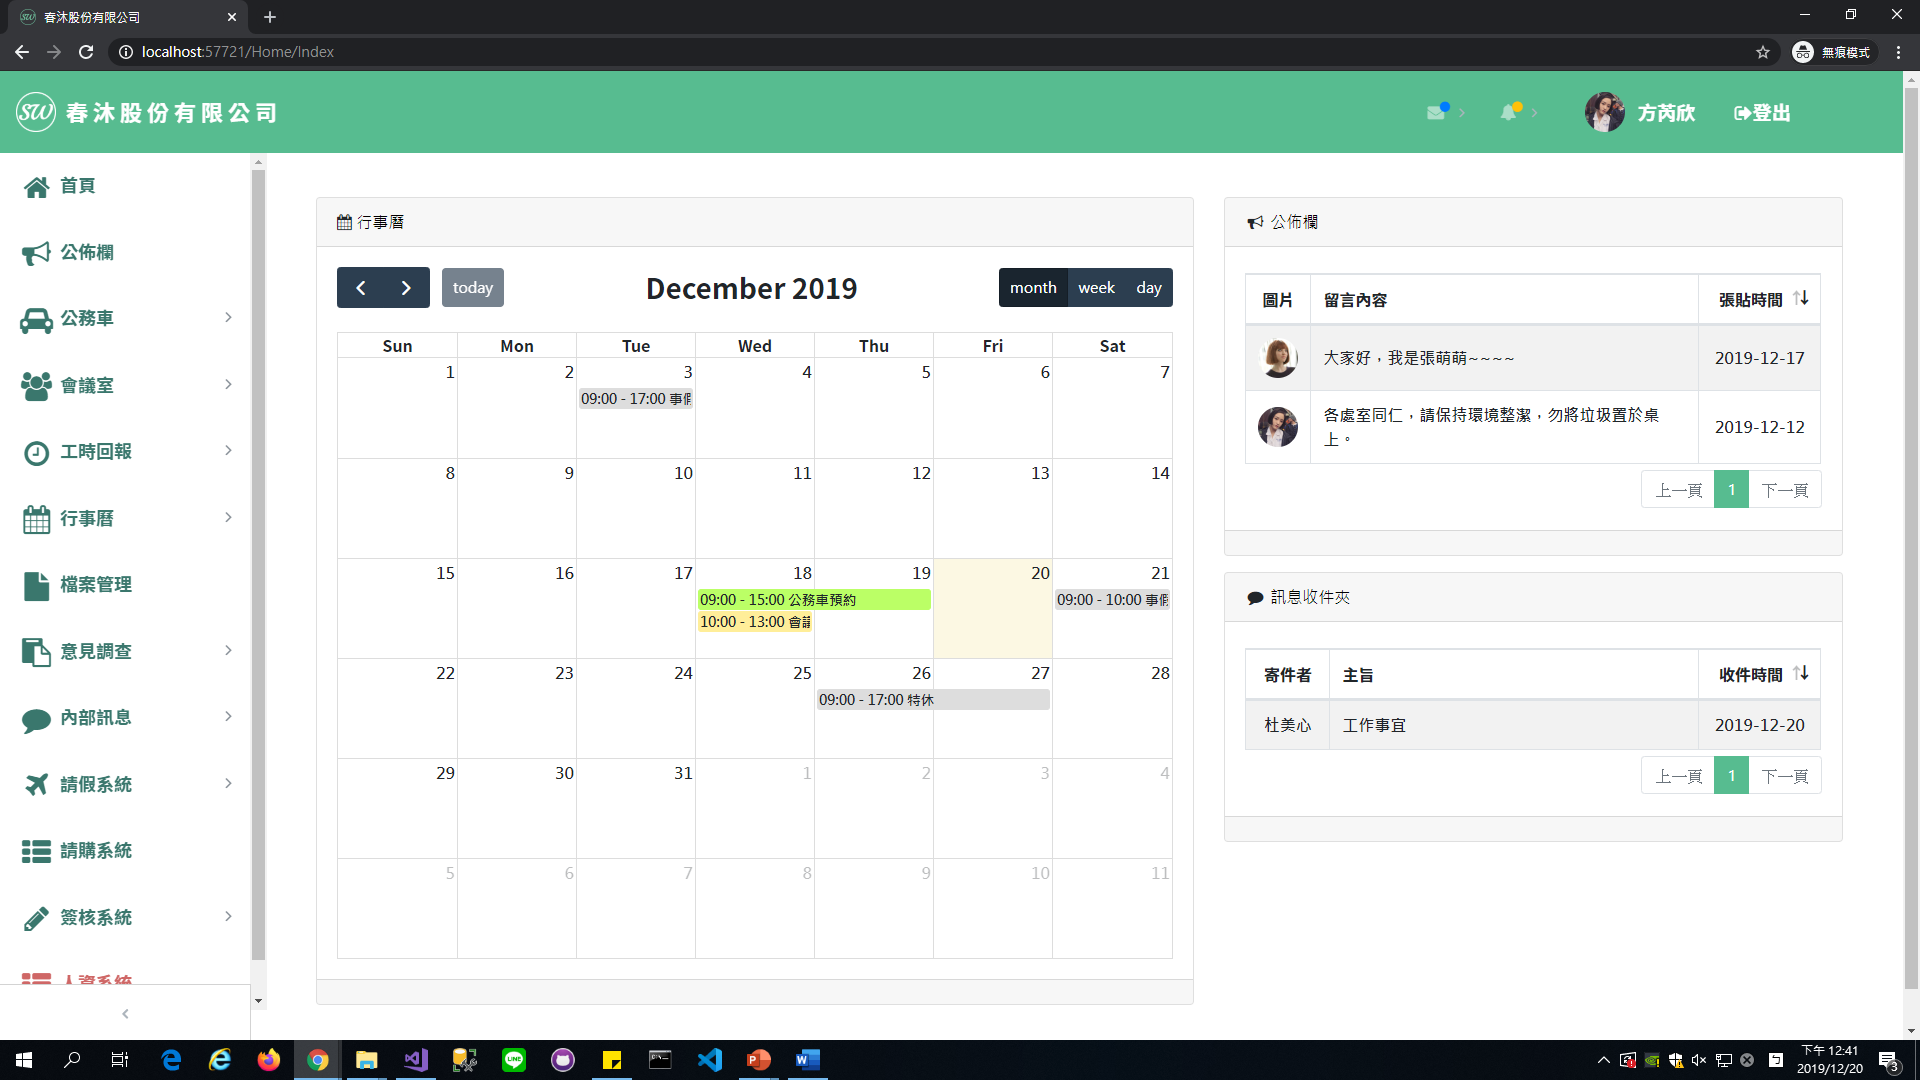 春沐股份有限公司
localhost:57721/Home/Index
無痕模式
SW 春沐股份有限公司
方芮欣
登出
首頁
公佈欄
公務車
會議室
工時回報
行事曆
檔案管理
意見調查
內部訊息
請假系統
請購系統
簽核系統
人資系統
行事曆
today
December 2019
month week day
Sun Mon Tue Wed Thu Fri Sat
1 2 3 4 5 6 7
09:00 - 17:00 事假
8 9 10 11 12 13 14
15 16 17 18 19 20 21
09:00 - 15:00 公務車預約
09:00 - 10:00 事假
10:00 - 13:00 會議
22 23 24 25 26 27 28
09:00 - 17:00 特休
29 30 31 1 2 3 4
5 6 7 8 9 10 11
公佈欄
圖片 留言內容 張貼時間
大家好，我是張萌萌~~~~ 2019-12-17
各處室同仁，請保持環境整潔，勿將垃圾置於桌
上。
2019-12-12
上一頁 1 下一頁
訊息收件夾
寄件者 主旨 收件時間
杜美心 工作事宜 2019-12-20
上一頁 1 下一頁
下午 12:41
2019/12/20
3